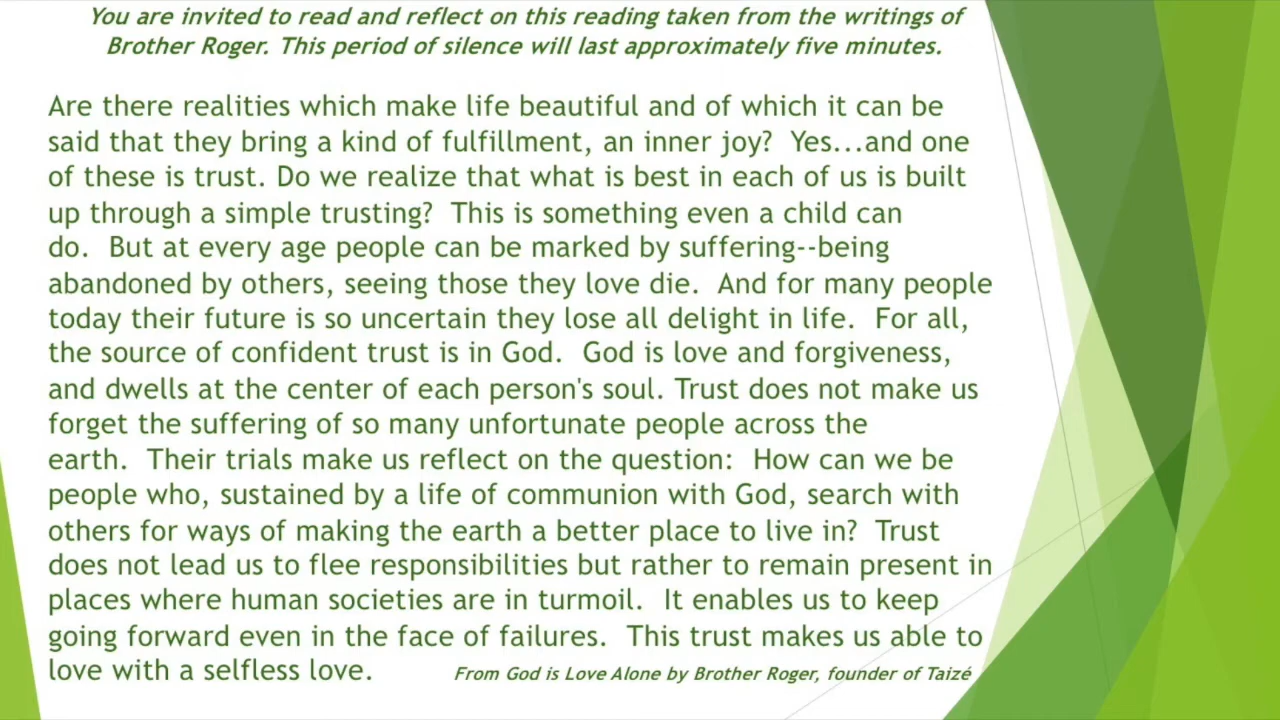 You are invited to read and reflect on this reading taken from the writings of
Brother Roger. This period of silence will last approximately five minutes.
Are there realities which make life beautiful and of which it can be
said that they bring a kind of fulfillment, an inner joy?  Yes...and one
of these is trust. Do we realize that what is best in each of us is built
up through a simple trusting?  This is something even a child can
do.  But at every age people can be marked by suffering--being
abandoned by others, seeing those they love die.  And for many people
today their future is so uncertain they lose all delight in life.  For all,
the source of confident trust is in God.  God is love and forgiveness,
and dwells at the center of each person's soul. Trust does not make us
forget the suffering of so many unfortunate people across the
earth.  Their trials make us reflect on the question:  How can we be
people who, sustained by a life of communion with God, search with
others for ways of making the earth a better place to live in?  Trust
does not lead us to flee responsibilities but rather to remain present in
places where human societies are in turmoil.  It enables us to keep
going forward even in the face of failures.  This trust makes us able to
love with a selfless love. From God is Love Alone by Brother Roger, founder of Taizé